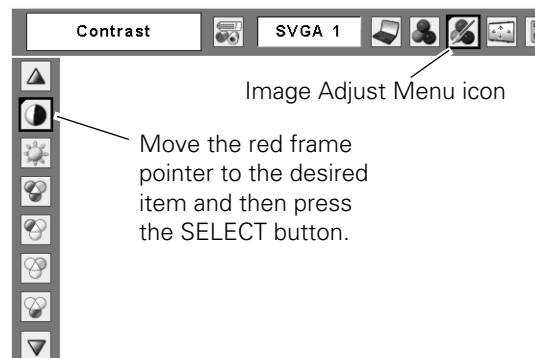 Contrast
SVGA 1
Image Adjust Menu icon
Move the red frame
pointer to the desired
item and then press
the SELECT button.